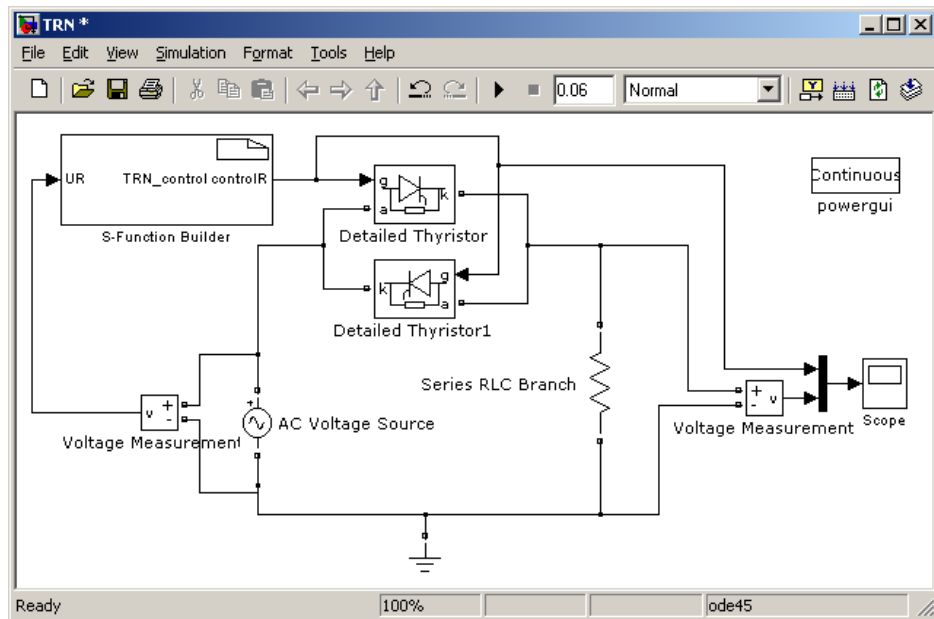 TRN *
File Edit View Simulation Format Tools Help
0.06 Normal
UR TRN_control controlR
S-Function Builder
g
k
a
Detailed Thyristor
Continuous
powergui
k
g
a
Detailed Thyristor1
Series RLC Branch
+
-
v
Voltage Measurement
+
AC Voltage Source
+
-
v
Voltage Measurement
Scope
Ready 100% ode45